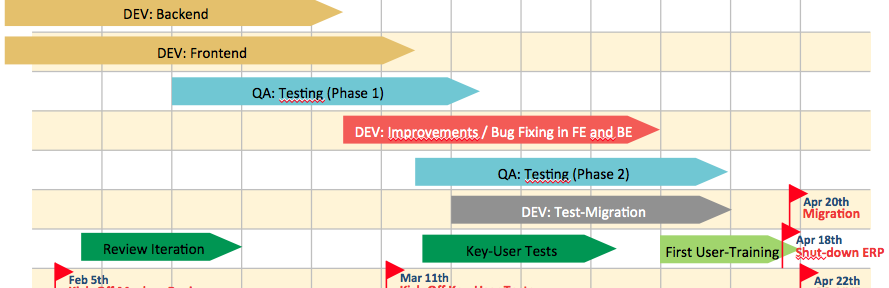 DEV: Backend
DEV: Frontend
QA: Testing (Phase 1)
DEV: Improvements / Bug Fixing in FE and BE
QA: Testing (Phase 2)
DEV: Test-Migration
Apr 20th
Migration
Review Iteration
Key-User Tests
First User-Training
Apr 18th
Shut-down ERP
Feb 5th
Mar 11th
Apr 22th